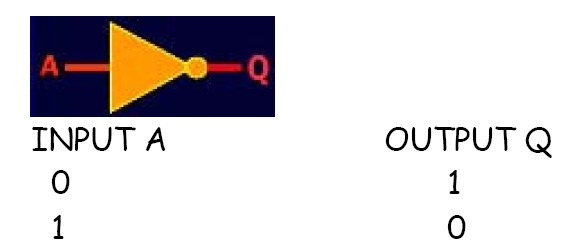 A Q
INPUT A OUTPUT Q
0 1
1 0